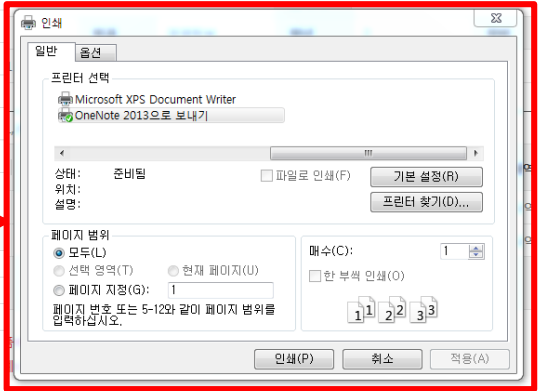 인쇄
일반 옵션
프린터 선택
Microsoft XPS Document Writer
OneNote 2013으로 보내기
상태: 준비됨 파일로 인쇄(F) 기본 설정(R)
위치:
설명: 프린터 찾기(D)...
페이지 범위
모두(L) 매수(C): 1
선택 영역(T) 현재 페이지(U) 한 부씩 인쇄(O)
페이지 지정(G): 1
페이지 번호 또는 5-12와 같이 페이지 범위를
입력하십시오.
1 1 2 2 3 3
인쇄(P) 취소 적용(A)